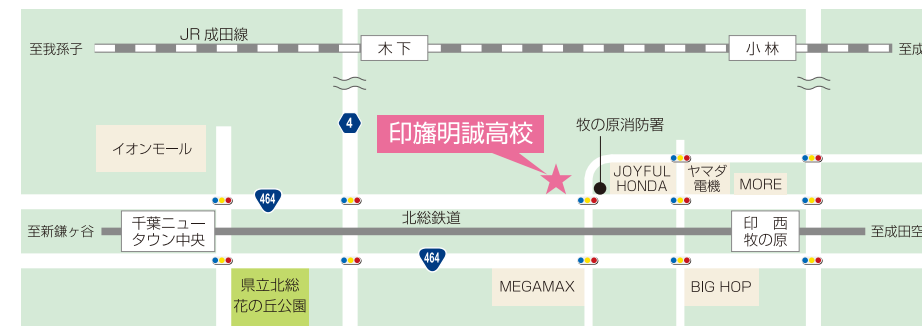 JR 成田線
至我孫子
木下
小林
至成
4
印旛明誠高校
牧の原消防署
イオンモール
JOYFUL
HONDA
ヤマダ
電機
MORE
464
北総鉄道
至新鎌ヶ谷
千葉ニュー
タウン中央
印 西
牧の原
至成田空
464
県立北総
花の丘公園
MEGAMAX
BIG HOP